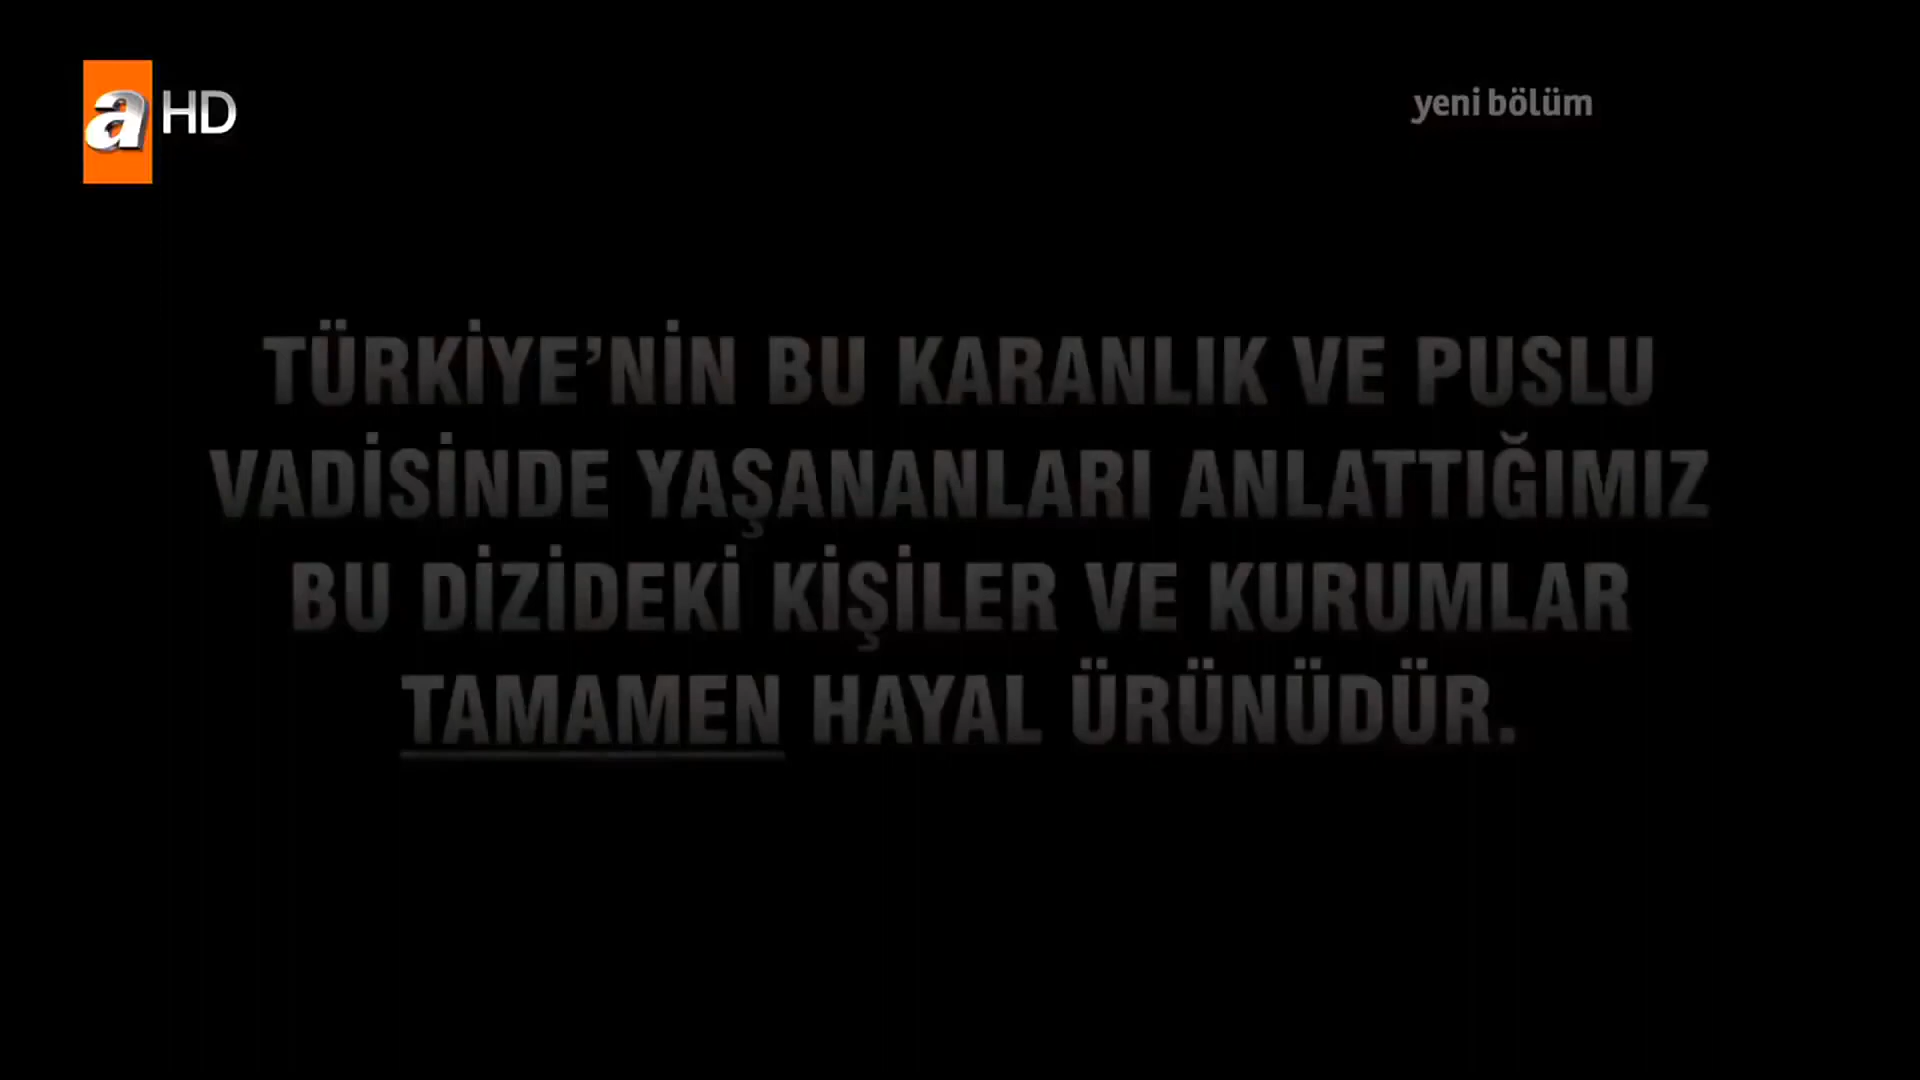 a HD
yeni bölüm
TÜRKİYE'NİN BU KARANLIK VE PUSLU
VADİSİNDE YAŞANANLARI ANLATTIĞIMIZ
BU DİZİDEKİ KİŞİLER VE KURUMLAR
TAMAMEN HAYAL ÜRÜNÜDÜR.